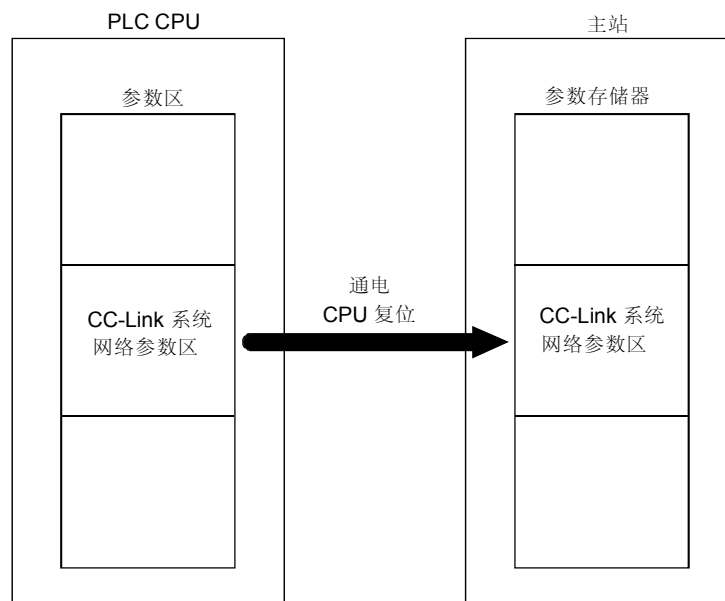 PLC CPU
主站
参数区
参数存储器
通电
CPU 复位
CC-Link 系统
网络参数区
CC-Link 系统
网络参数区